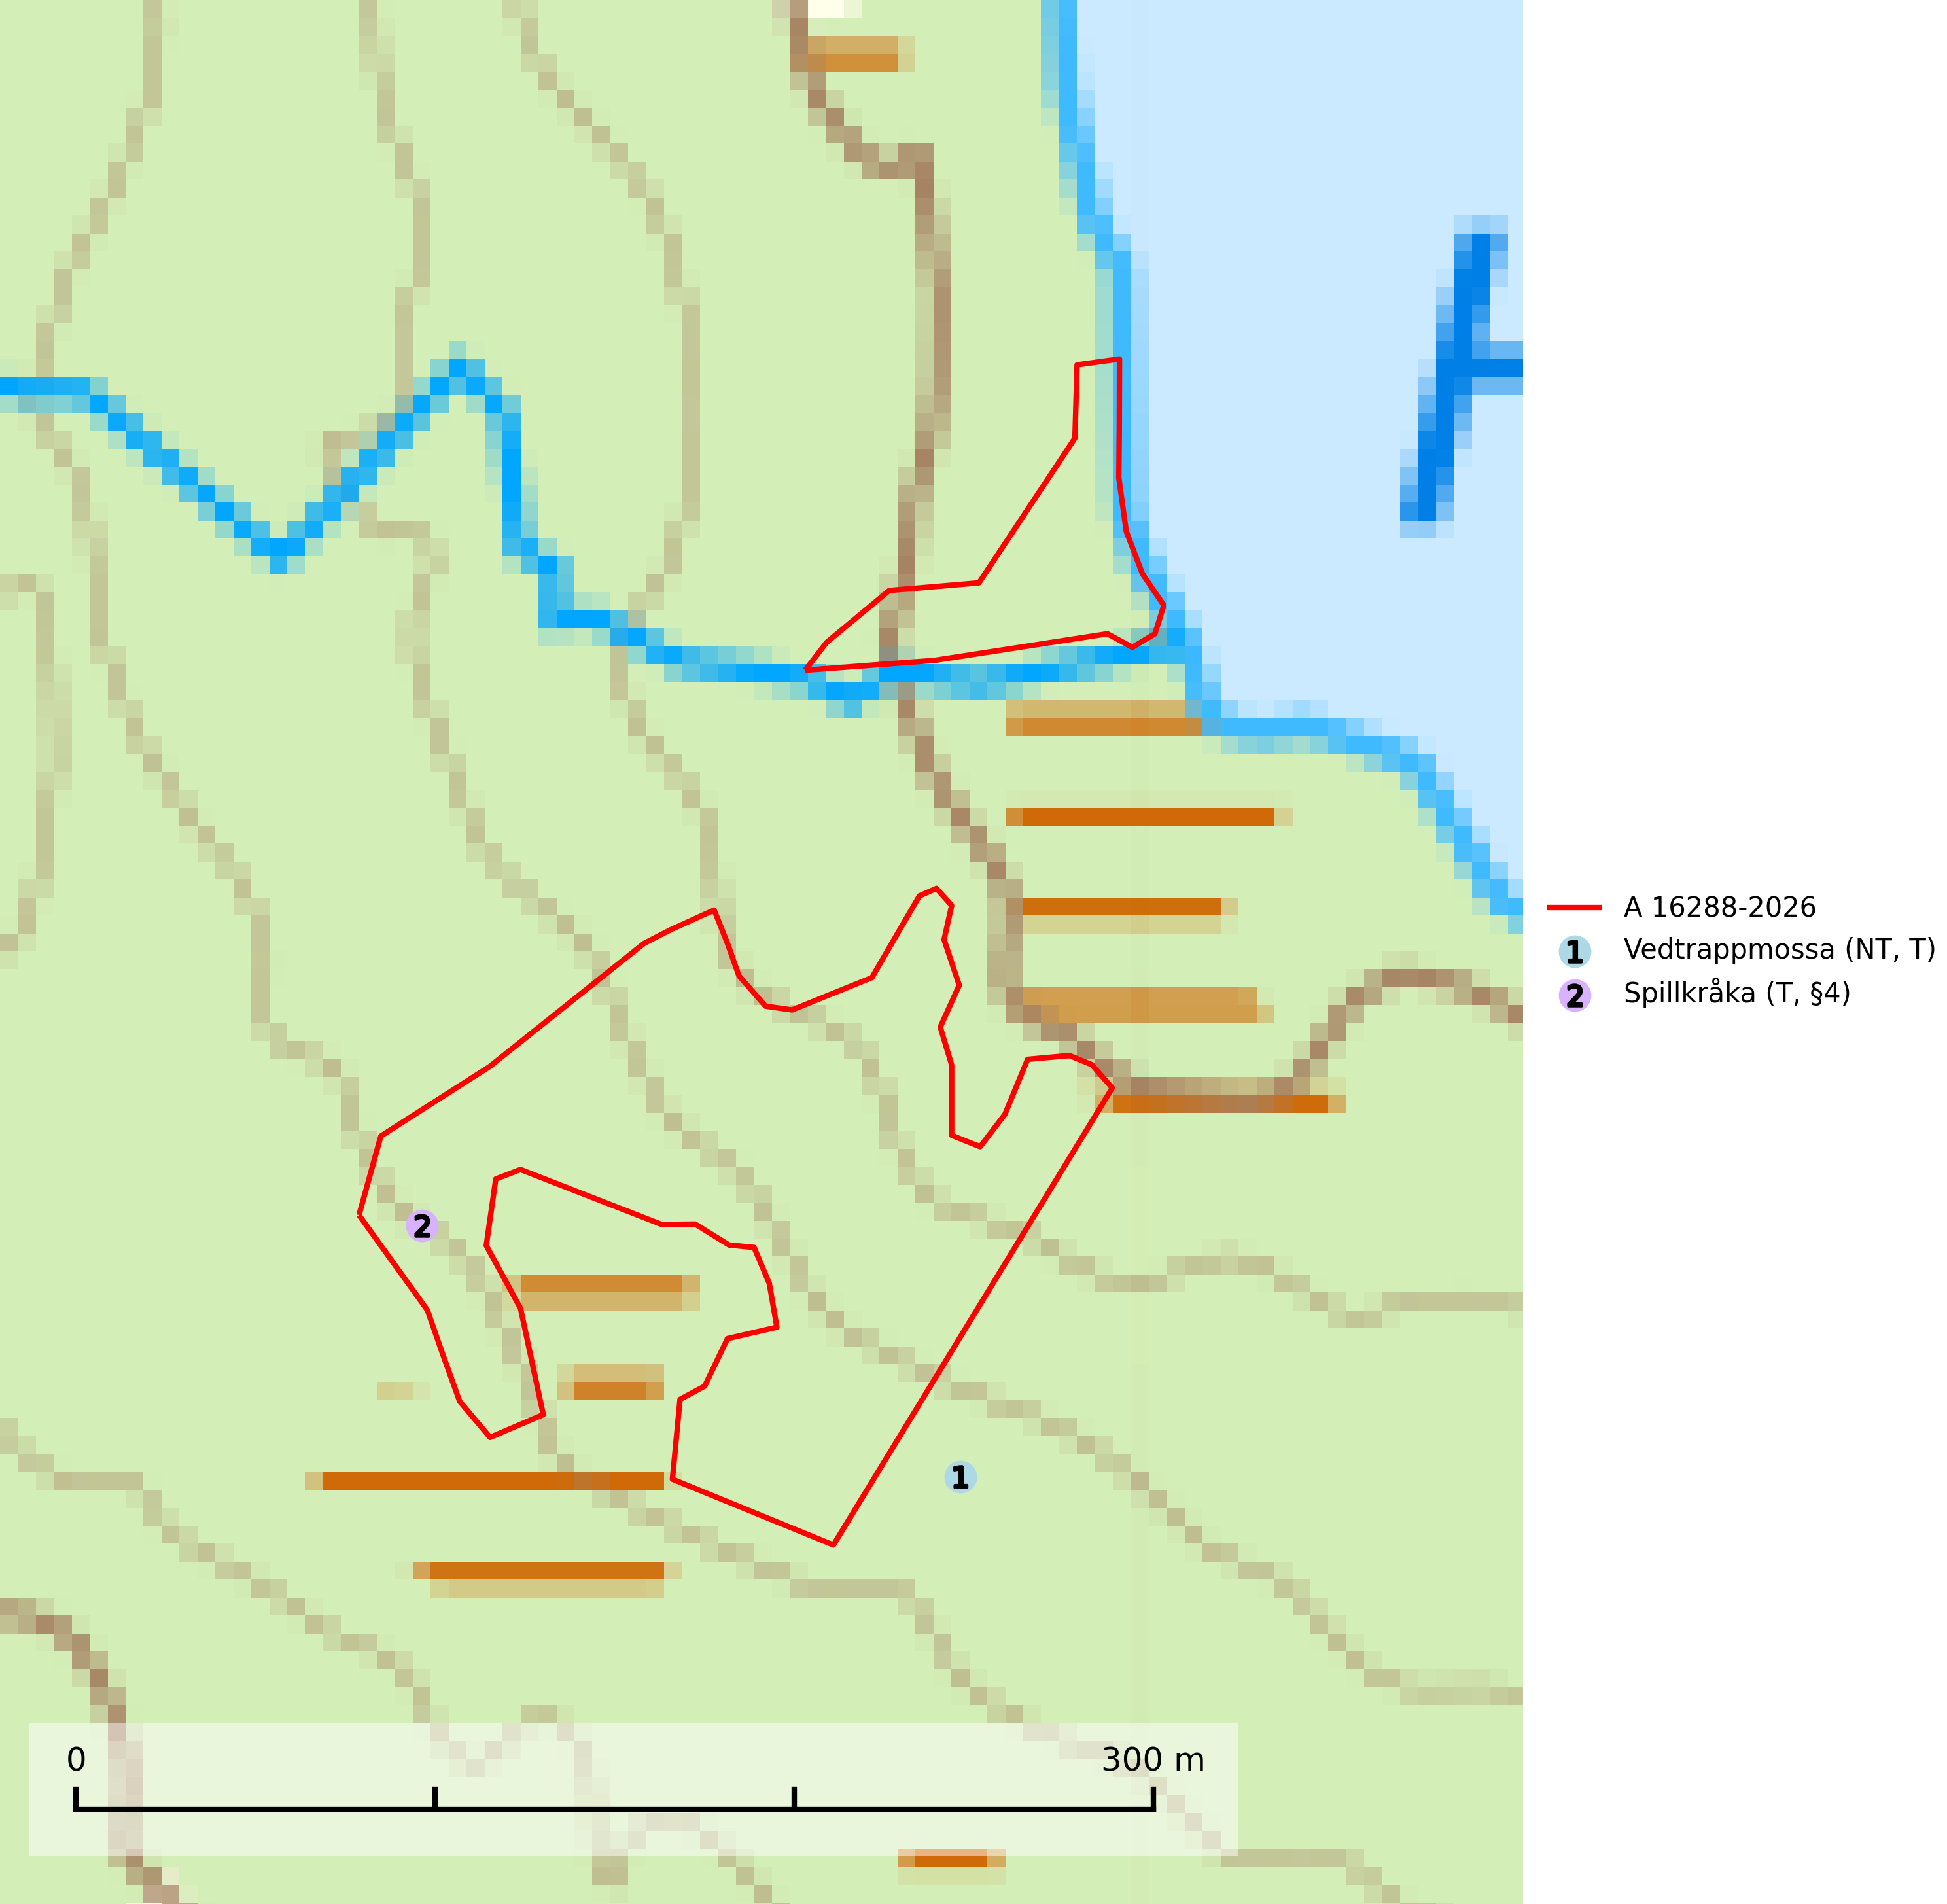 A 16288-2026
1 Vedtrappmossa (NT, T)
2 Spillkråka (T, §4)
2
1
0 300 m